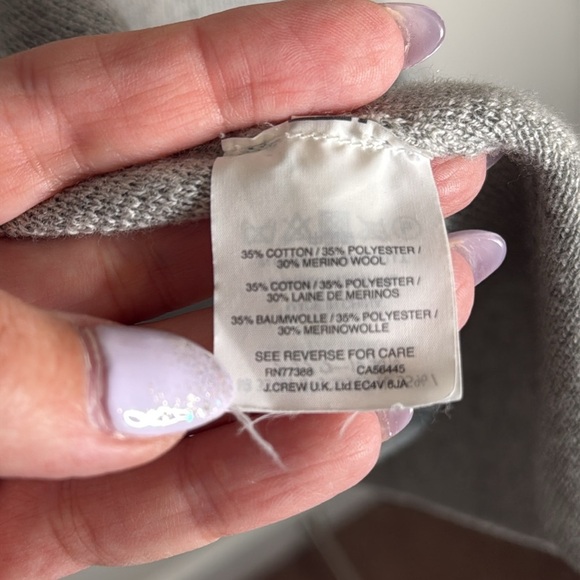 35% COTTON / 35% POLYESTER /
30% MERINO WOOL
35% COTON / 35% POLYESTER /
30% LAINE DE MERINOS
35% BAUMWOLLE / 35% POLYESTER /
30% MERINOWOLLE
SEE REVERSE FOR CARE
RN77388 CA56445
J.CREW U.K. Ltd EC4V 6JA